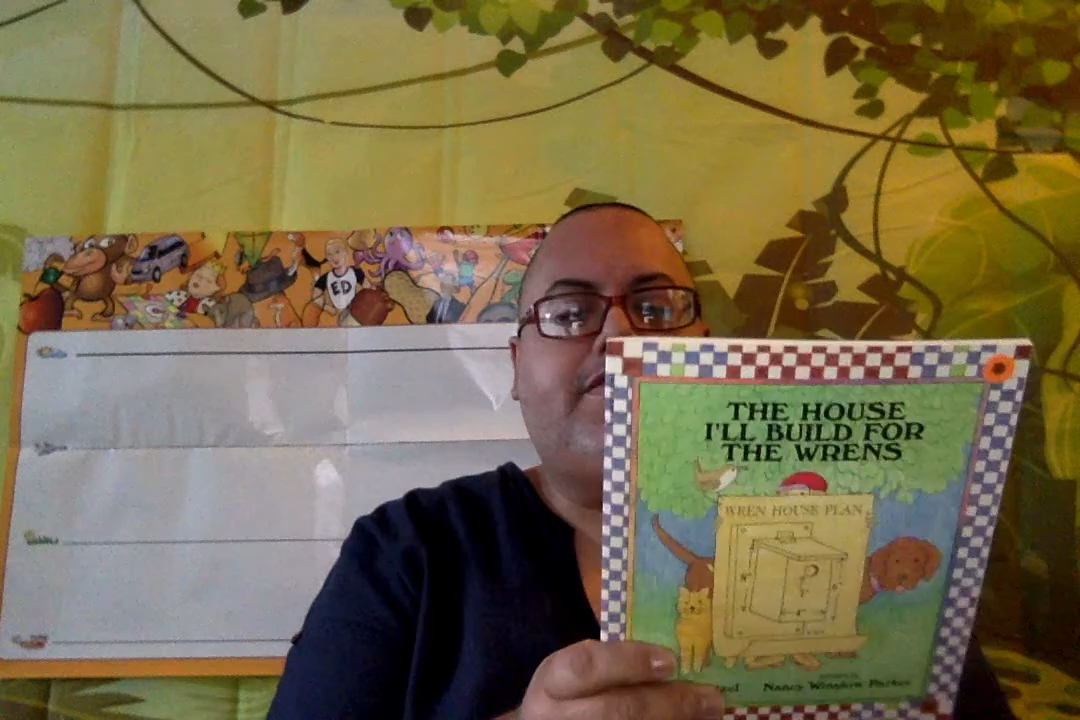 ED
THE HOUSE
I'LL BUILD FOR
THE WRENS
WREN HOUSE PLAN
Nancy Winslow Parker